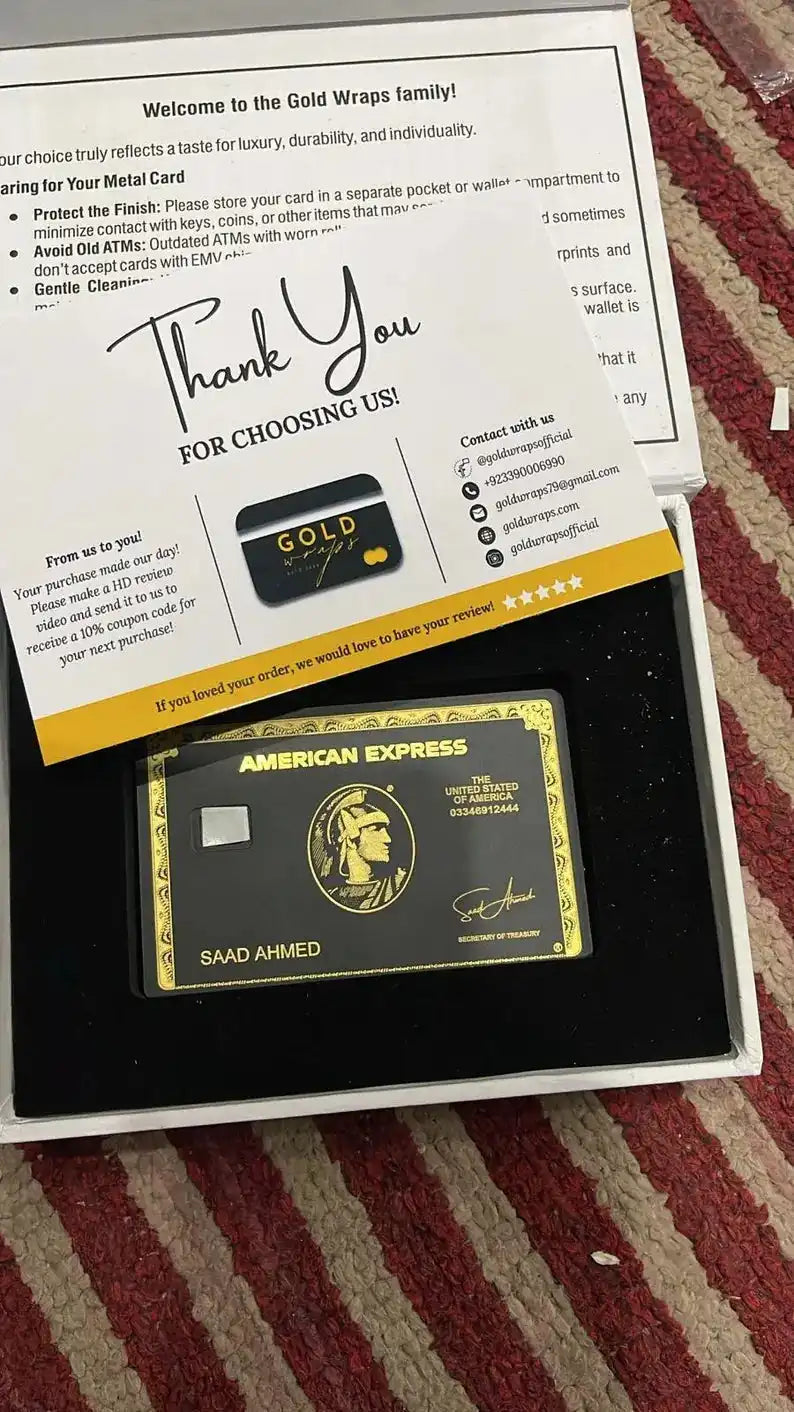 Welcome to the Gold Wraps family!
our choice truly reflects a taste for luxury, durability, and individuality.
aring for Your Metal Card
• Protect the Finish: Please store your card in a separate pocket or wallet compartment to
minimize contact with keys, coins, or other items that may
• Avoid Old ATMs: Outdated ATMs with worn
d sometimes
don't accept cards with EMV
• Gentle Cleaning
rprints and
s surface.
wallet is
that it
any
Thank You
FOR CHOOSING US!
From us to you!
Your purchase made our day!
Please make a HD review
video and send it to us to
receive a 10% coupon code for
your next purchase!
GOLD
wraps
Contact with us
@goldwrapsofficial
+923390006990
goldwraps79@gmail.com
goldwraps.com
goldwrapsofficial
If you loved your order, we would love to have your review!
AMERICAN EXPRESS
THE
UNITED STATED
OF AMERICA
03346912444
Saad Ahmed
SECRETARY OF TREASURY
SAAD AHMED